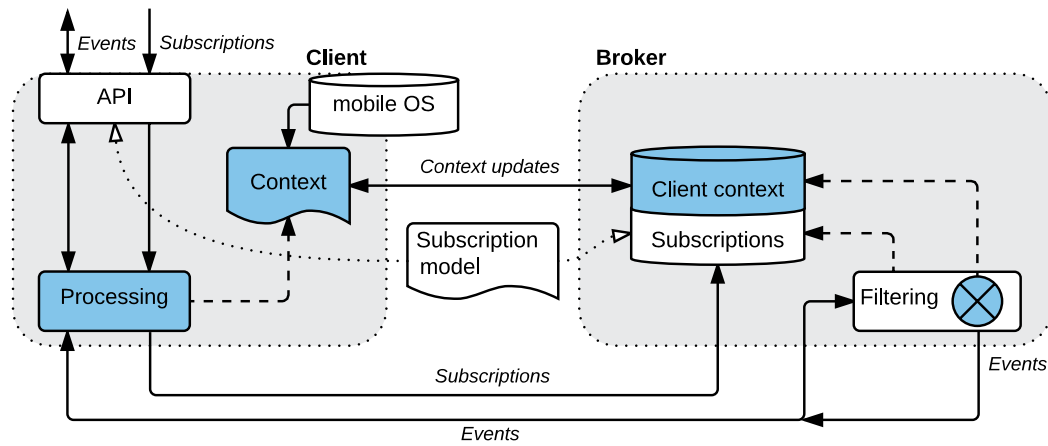 Events
Subscriptions
Client
Broker
API
mobile OS
Context
Context updates
Client context
Subscriptions
Subscription
model
Processing
Filtering
Events
Subscriptions
Events